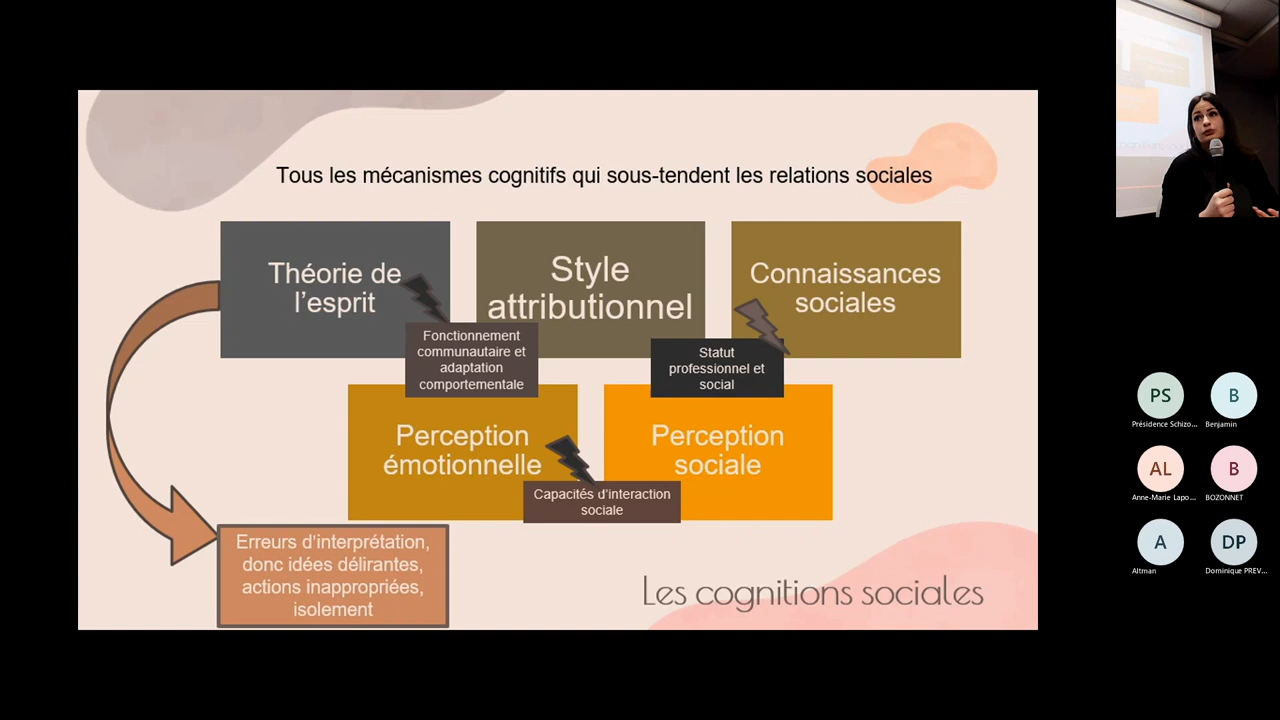 Tous les mécanismes cognitifs qui sous-tendent les relations sociales
Théorie de
l'esprit
Style
attributionnel
Connaissances
sociales
Fonctionnement
communautaire et
adaptation
comportementale
Statut
professionnel et
social
Perception
émotionnelle
Perception
sociale
Capacités d'interaction
sociale
Erreurs d'interprétation,
donc idées délirantes,
actions inappropriées,
isolement
Les cognitions sociales
PS
Présidence Schizo...
B
Benjamin
AL
Anne-Marie Lapo...
B
BOZONNET
A
Altman
DP
Dominique PREV...